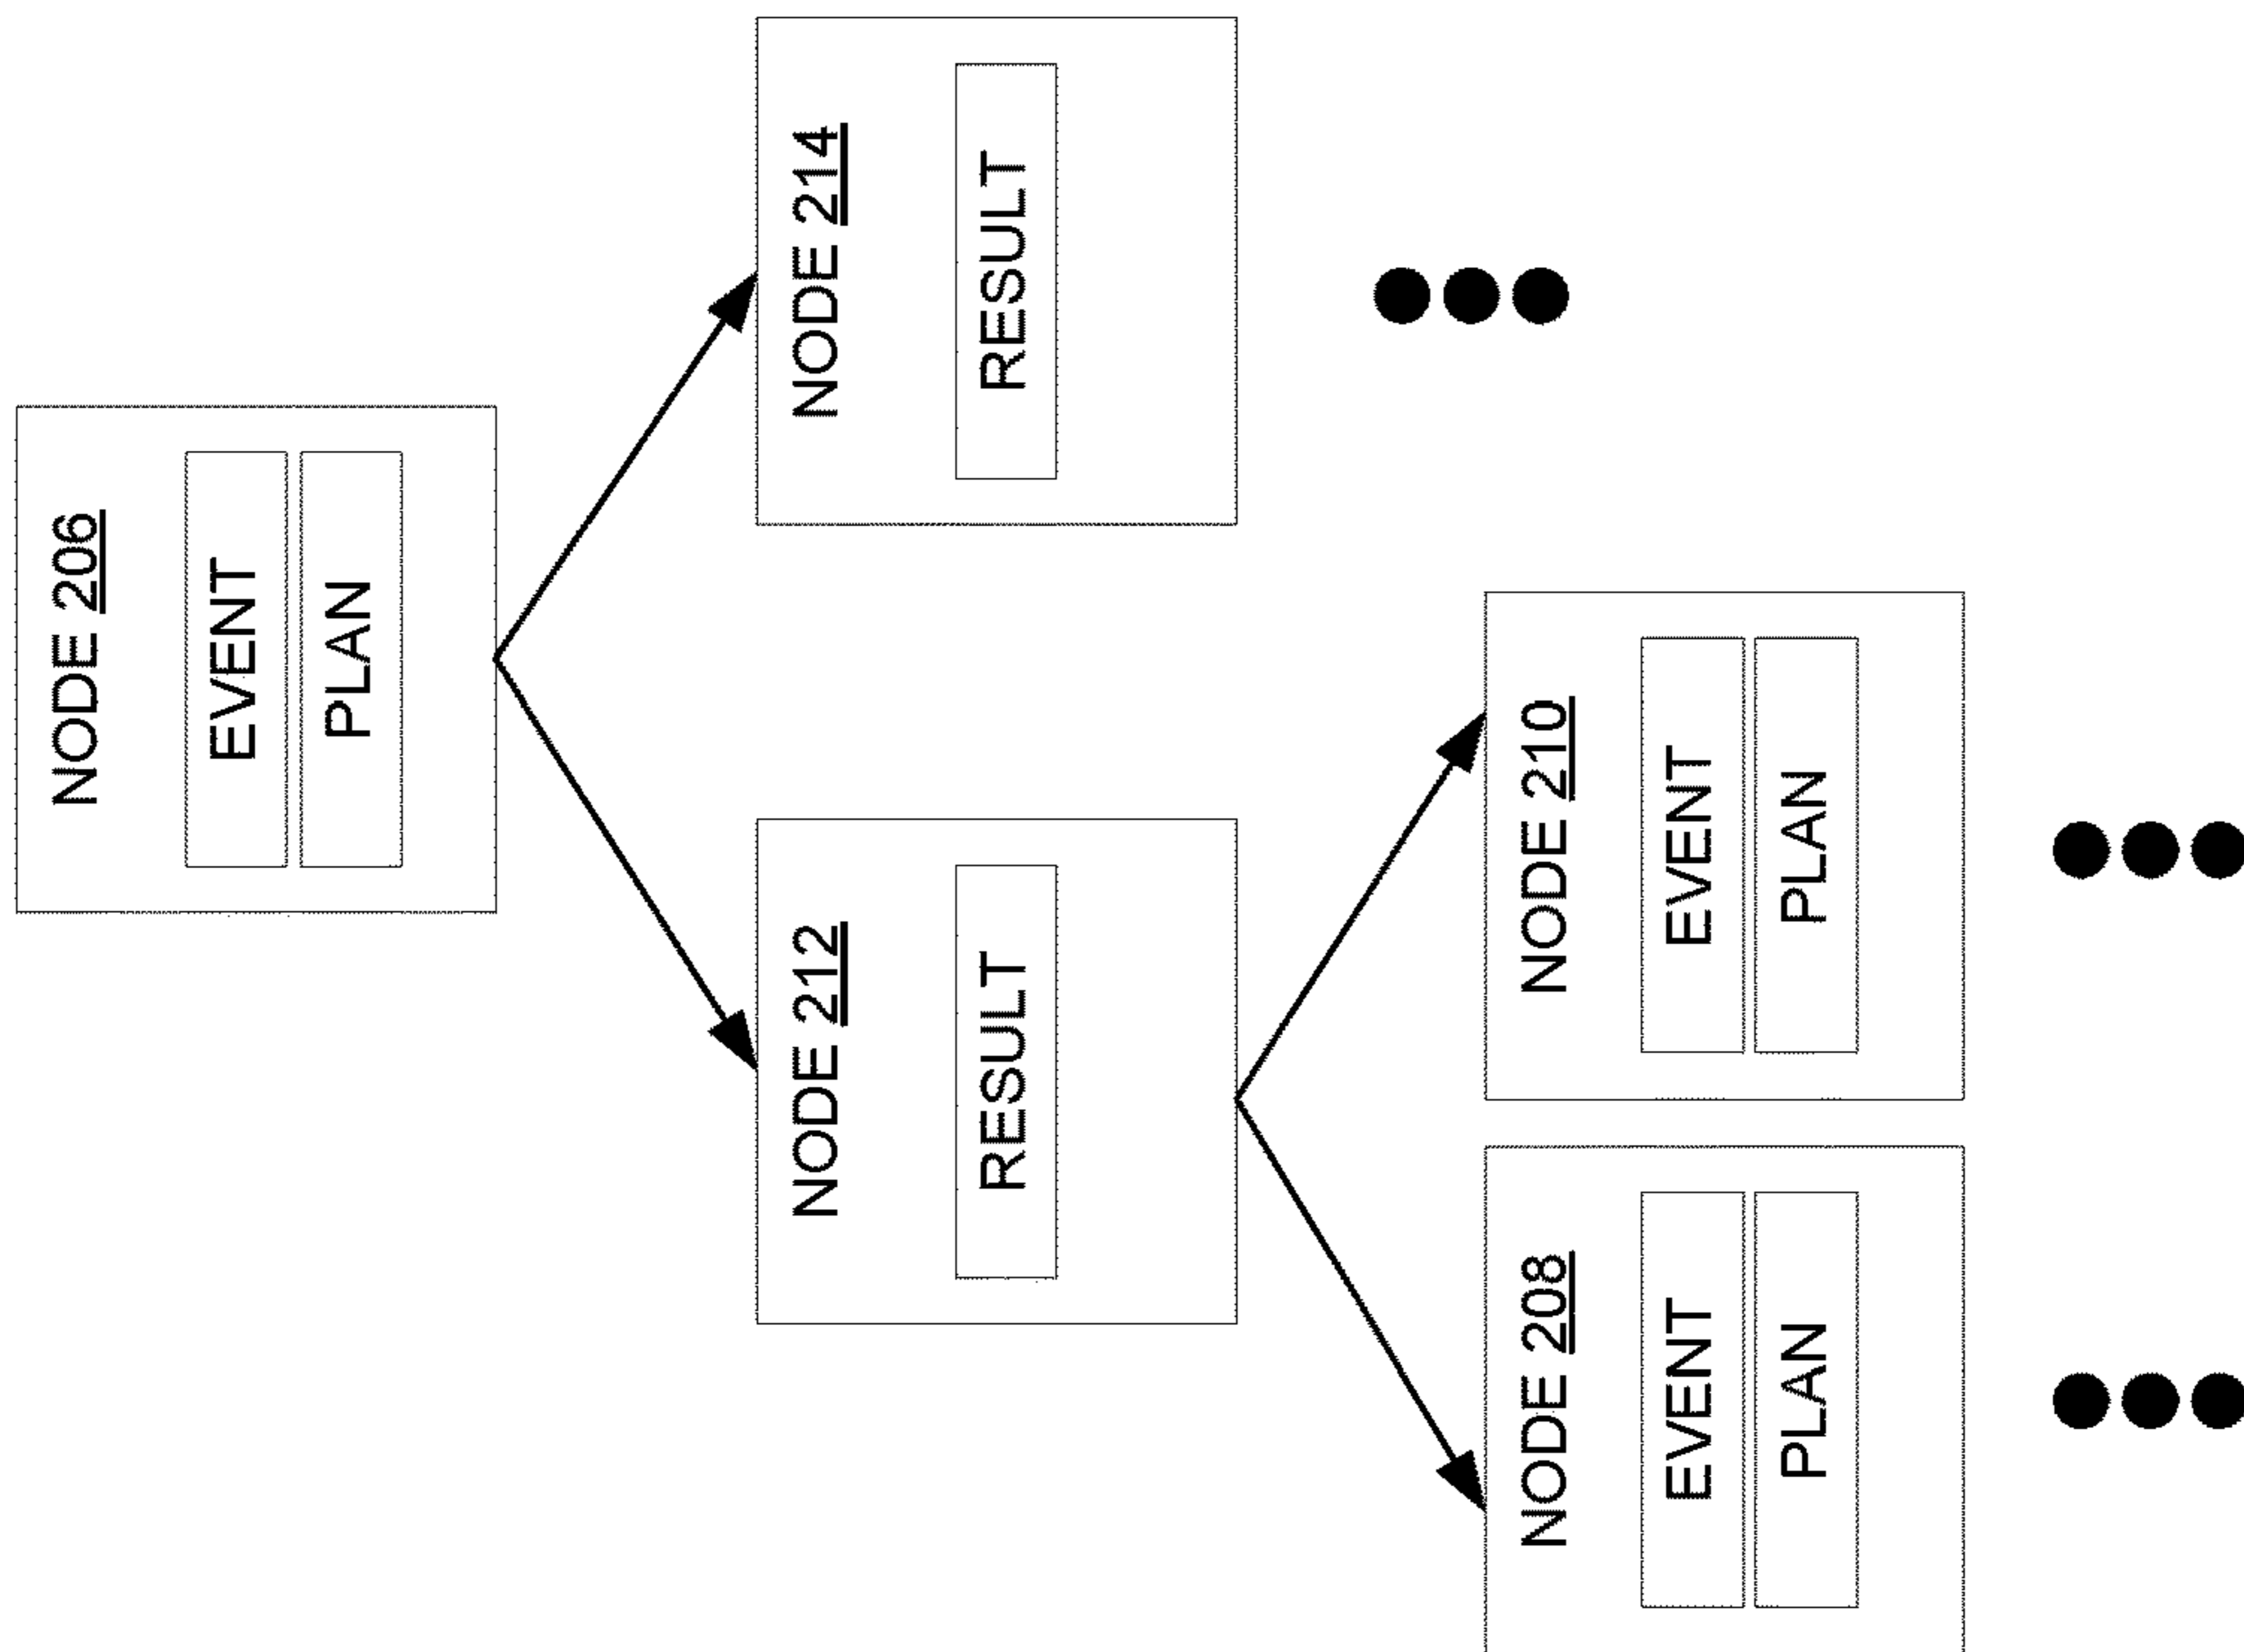 NODE 206
EVENT
PLAN
NODE 212
RESULT
NODE 214
RESULT
NODE 208
EVENT
PLAN
NODE 210
EVENT
PLAN